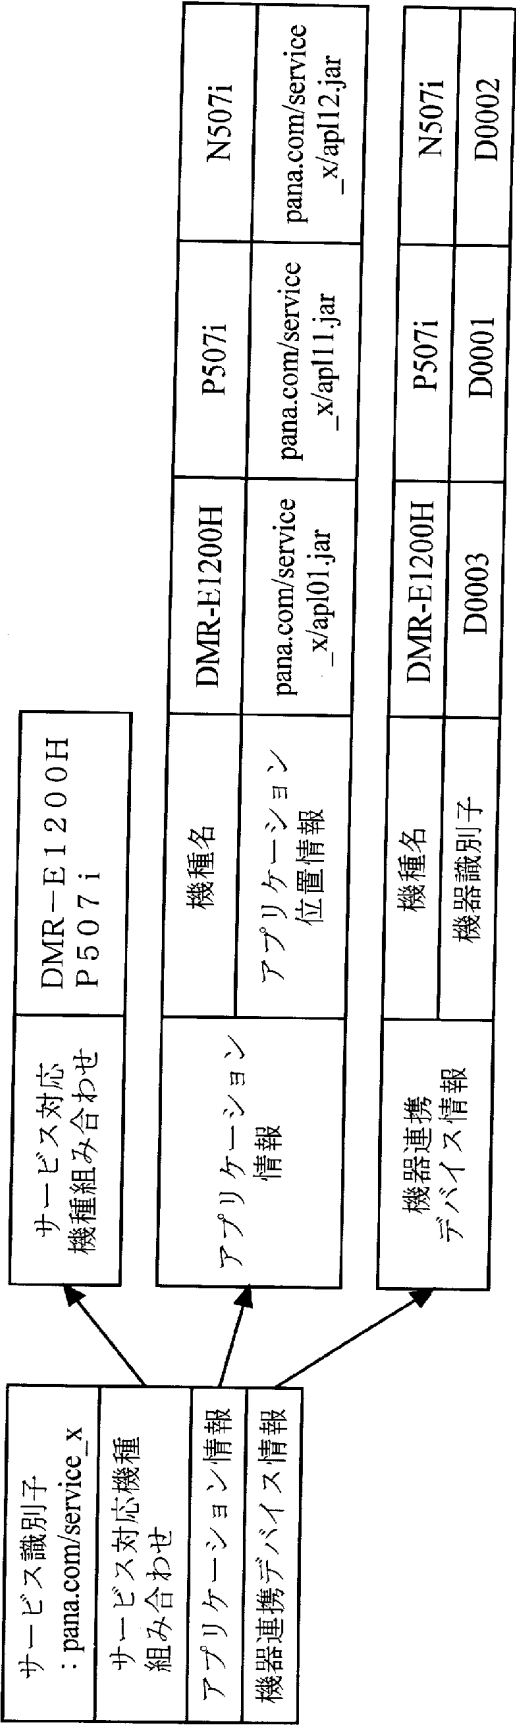 サービス識別子
：pana.com/service_x
サービス対応機種
組み合わせ
アプリケーション情報
機器連携デバイス情報
サービス対応
機種組み合わせ
DMR－E1200H
P507i
アプリケーション
情報
機種名
DMR-E1200H
P507i
N507i
アプリケーション
位置情報
pana.com/service
_x/apl01.jar
pana.com/service
_x/apl11.jar
pana.com/service
_x/apl12.jar
機器連携
デバイス情報
機種名
DMR-E1200H
P507i
N507i
機器識別子
D0003
D0001
D0002